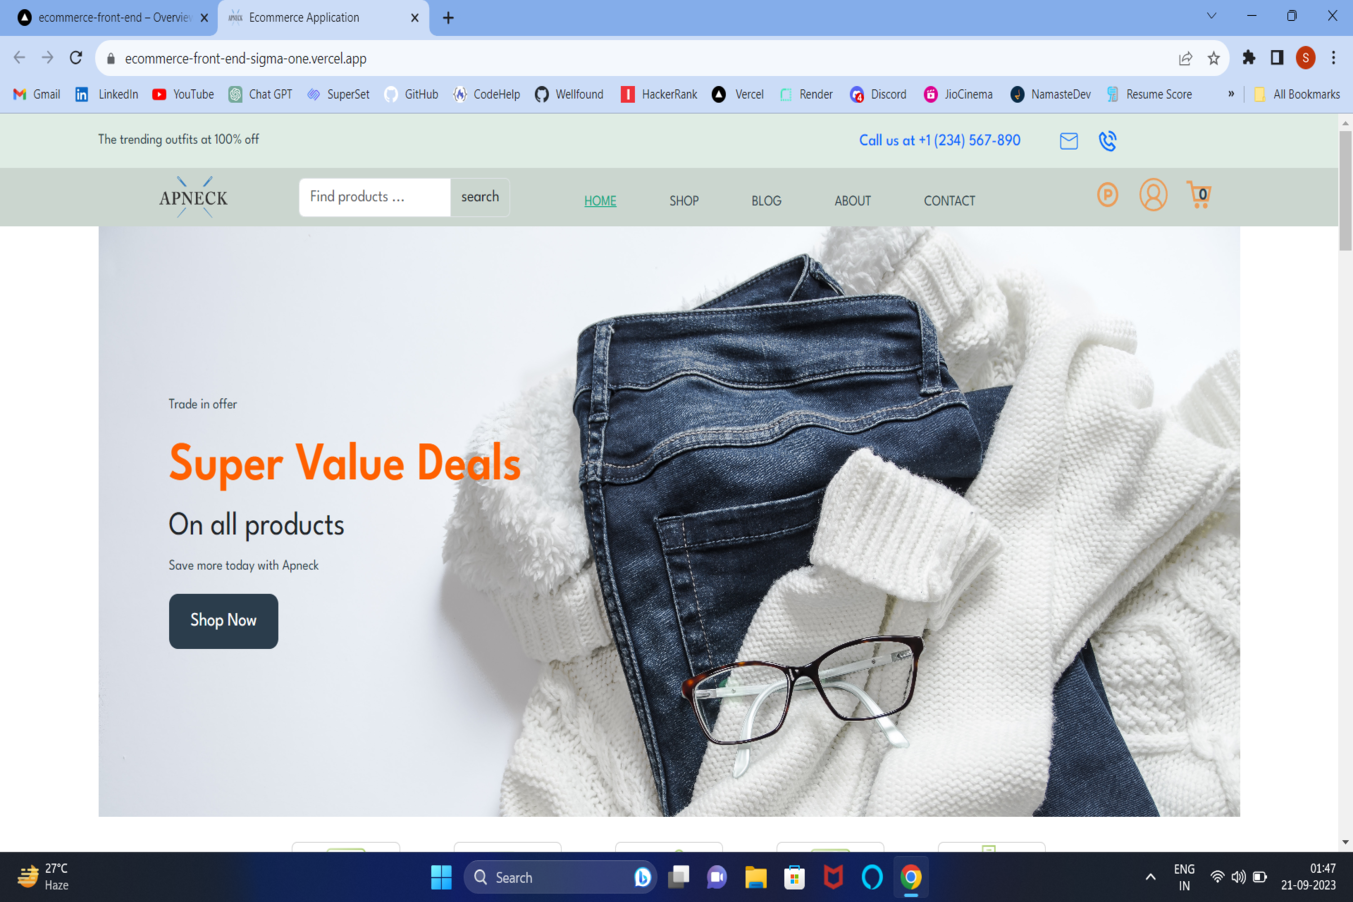 ecommerce-front-end – Overvie
Ecommerce Application
ecommerce-front-end-sigma-one.vercel.app
S
Gmail LinkedIn YouTube Chat GPT SuperSet GitHub CodeHelp Wellfound HackerRank Vercel Render Discord JioCinema NamasteDev Resume Score » All Bookmarks
The trending outfits at 100% off
Call us at +1 (234) 567-890
APNECK
Find products ...
search
HOME SHOP BLOG ABOUT CONTACT
P
0
Trade in offer
Super Value Deals
On all products
Save more today with Apneck
Shop Now
27°C
Haze
Search
ENG
IN
01:47
21-09-2023